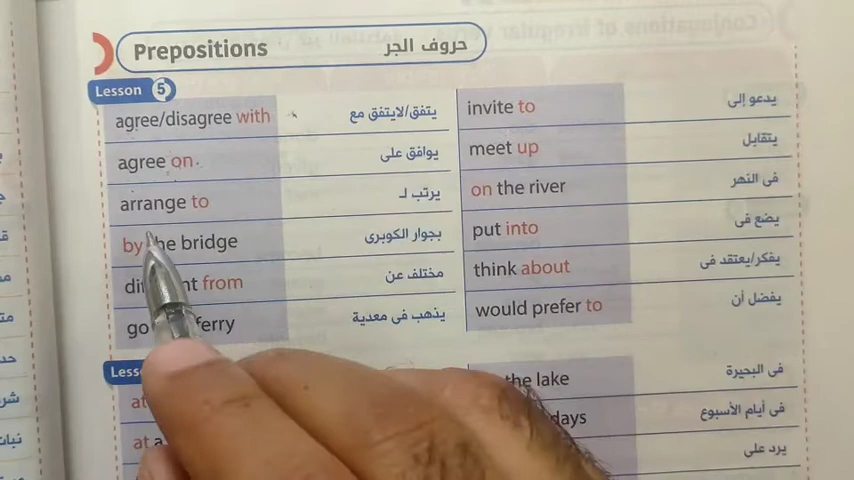 Prepositions حروف الجر
Lesson 5
agree/disagree with يتفق/لايتفق مع
agree on يوافق على
arrange to يرتب لـ
by the bridge بجوار الكوبرى
from مختلف عن
go ferry يذهب فى معدية
invite to يدعو إلى
meet up يتقابل
on the river فى النهر
put into يضع فى
think about يفكر/يعتقد فى
would prefer to يفضل أن
at
at
the lake فى البحيرة
days فى أيام الأسبوع
يرد على